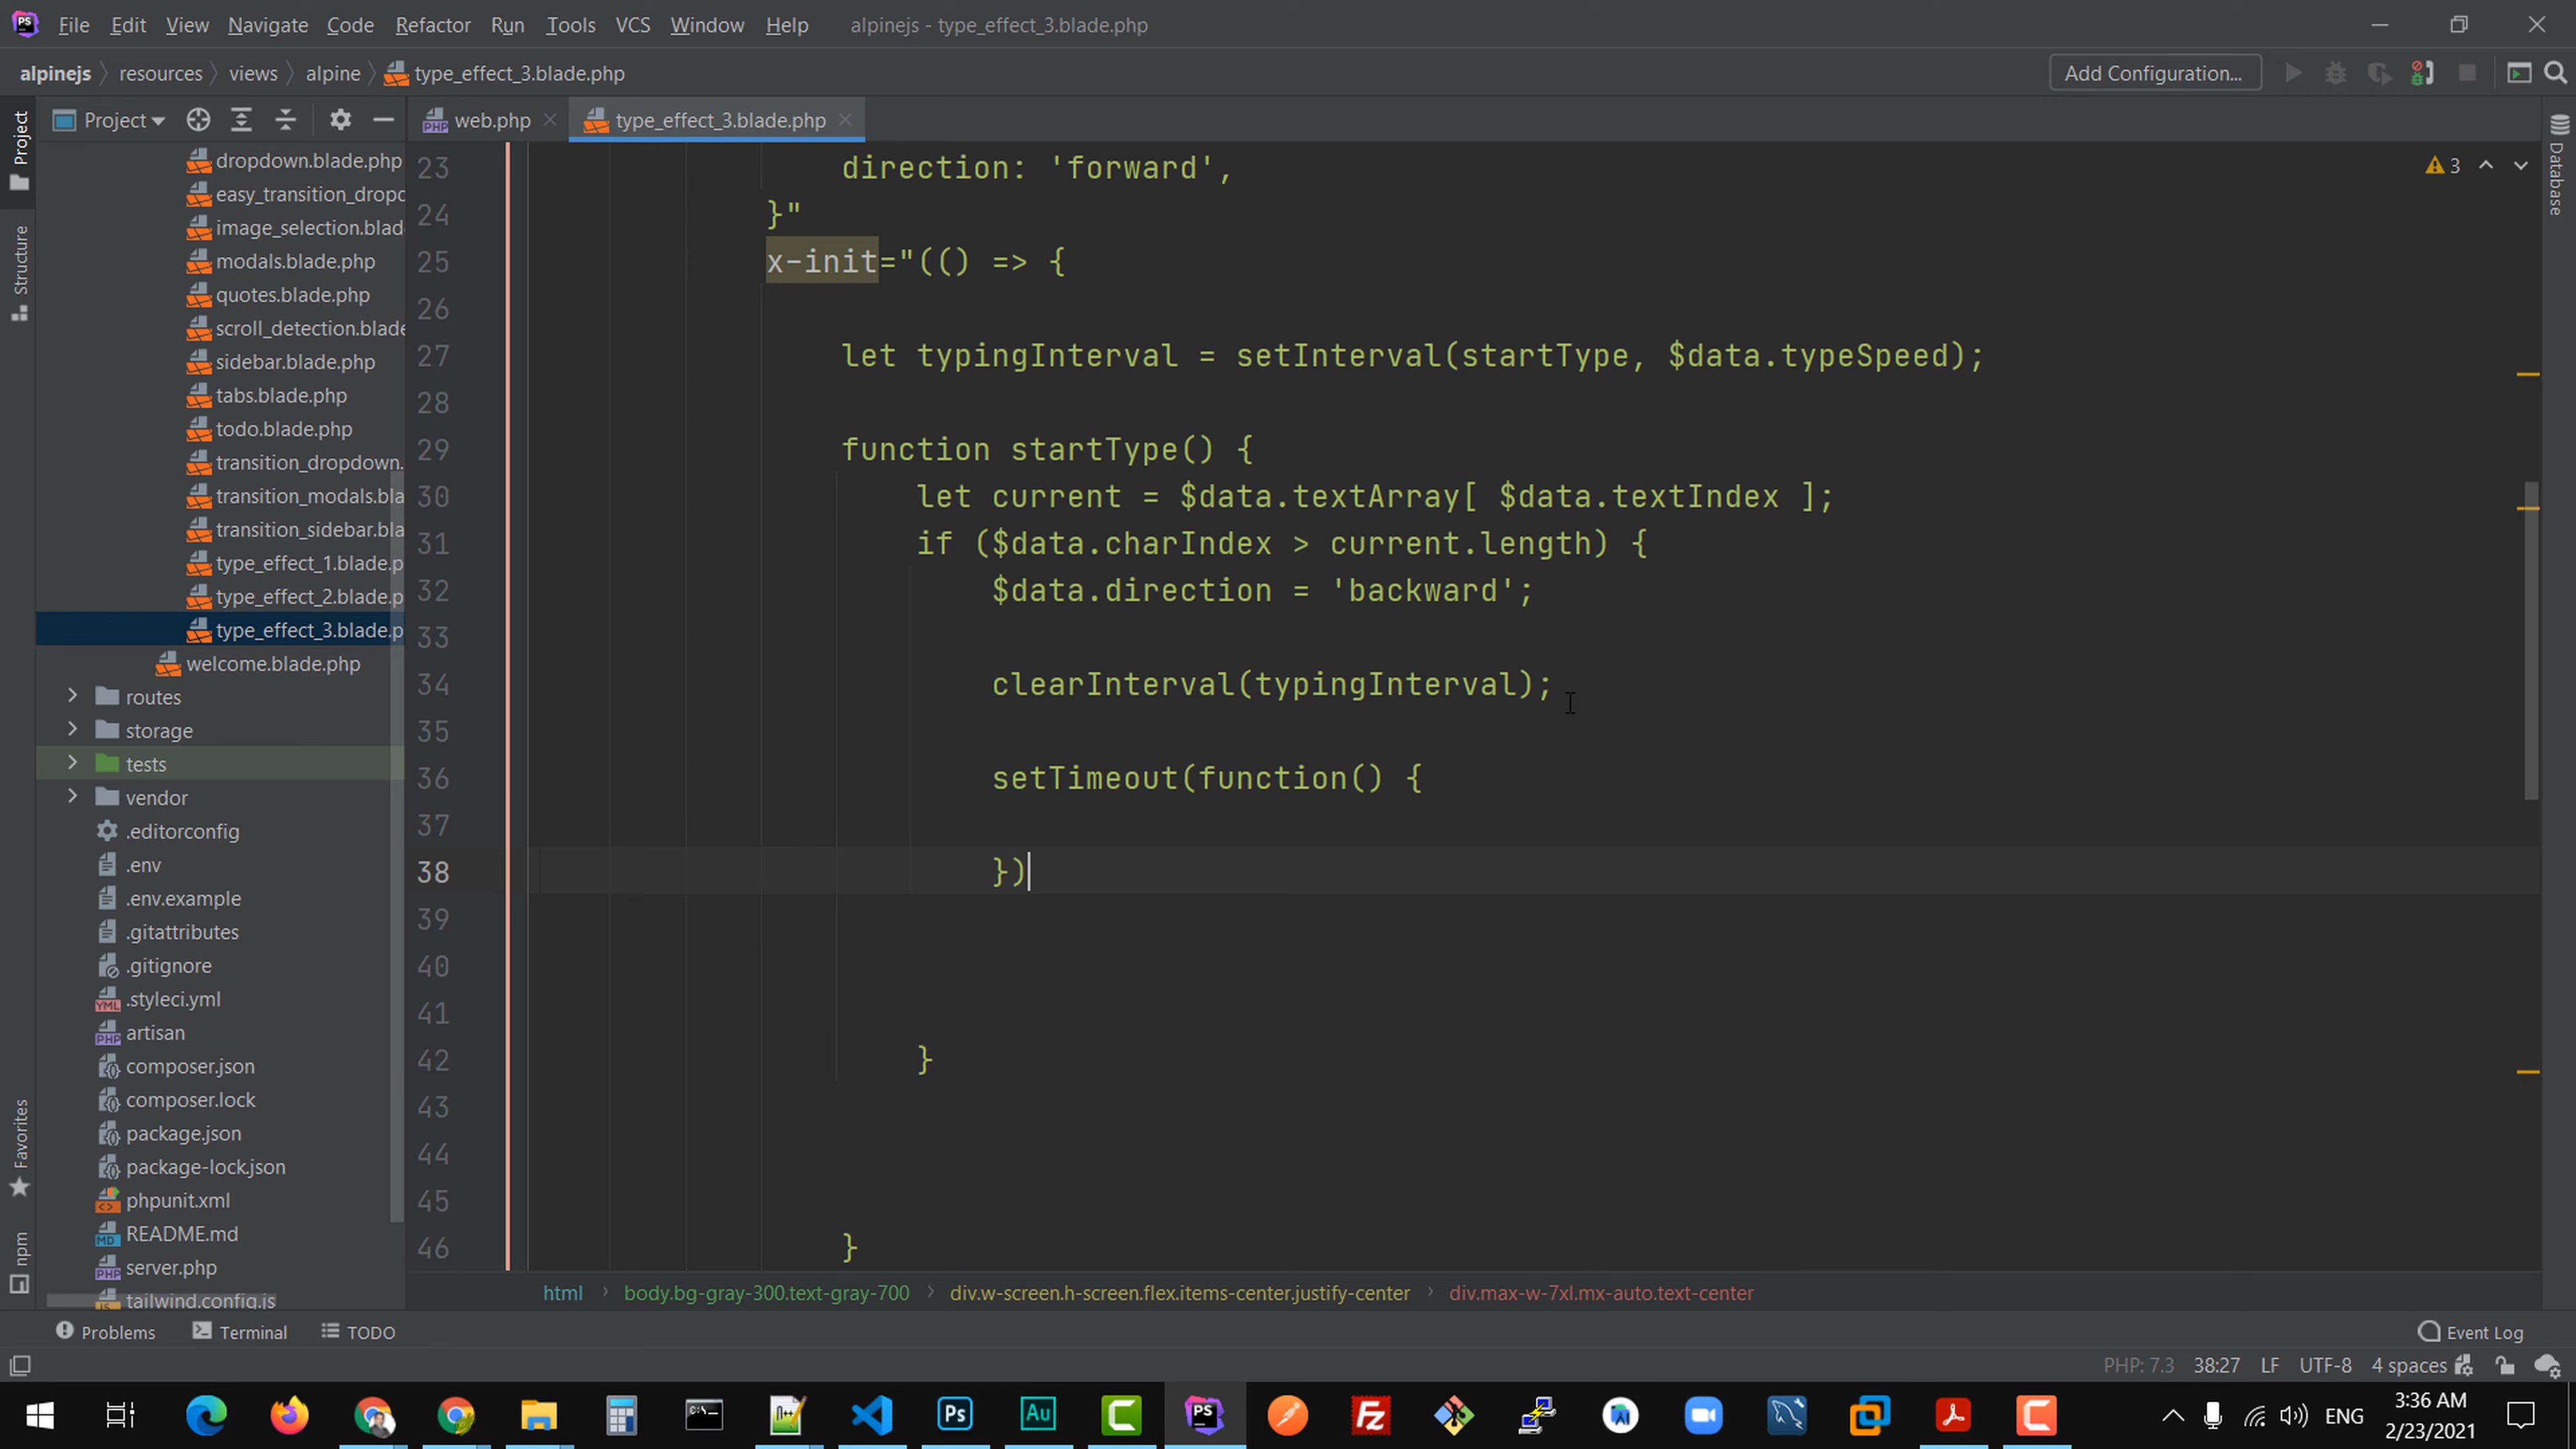 File Edit View Navigate Code Refactor Run Tools VCS Window Help alpinejs - type_effect_3.blade.php
alpinejs resources views alpine type_effect_3.blade.php Add Configuration...
Project web.php type_effect_3.blade.php
Project
Structure
Favorites
npm
Database
dropdown.blade.php
easy_transition_dropd
image_selection.blad
modals.blade.php
quotes.blade.php
scroll_detection.blade
sidebar.blade.php
tabs.blade.php
todo.blade.php
transition_dropdown.
transition_modals.bla
transition_sidebar.bla
type_effect_1.blade.p
type_effect_2.blade.p
type_effect_3.blade.p
welcome.blade.php
routes
storage
tests
vendor
.editorconfig
.env
.env.example
.gitattributes
.gitignore
.styleci.yml
artisan
composer.json
composer.lock
package.json
package-lock.json
phpunit.xml
README.md
server.php
tailwind.config.js
3
23 direction: 'forward',
24 }"
25 x-init="(() => {
26
27 let typingInterval = setInterval(startType, $data.typeSpeed);
28
29 function startType() {
30 let current = $data.textArray[ $data.textIndex ];
31 if ($data.charIndex > current.length) {
32 $data.direction = 'backward';
33
34 clearInterval(typingInterval);
35
36 setTimeout(function() {
37
38 })
39
40
41
42 }
43
44
45
46 }
html body.bg-gray-300.text-gray-700 div.w-screen.h-screen.flex.items-center.justify-center div.max-w-7xl.mx-auto.text-center
Problems Terminal TODO Event Log
PHP: 7.3 38:27 LF UTF-8 4 spaces
ENG
3:36 AM
2/23/2021